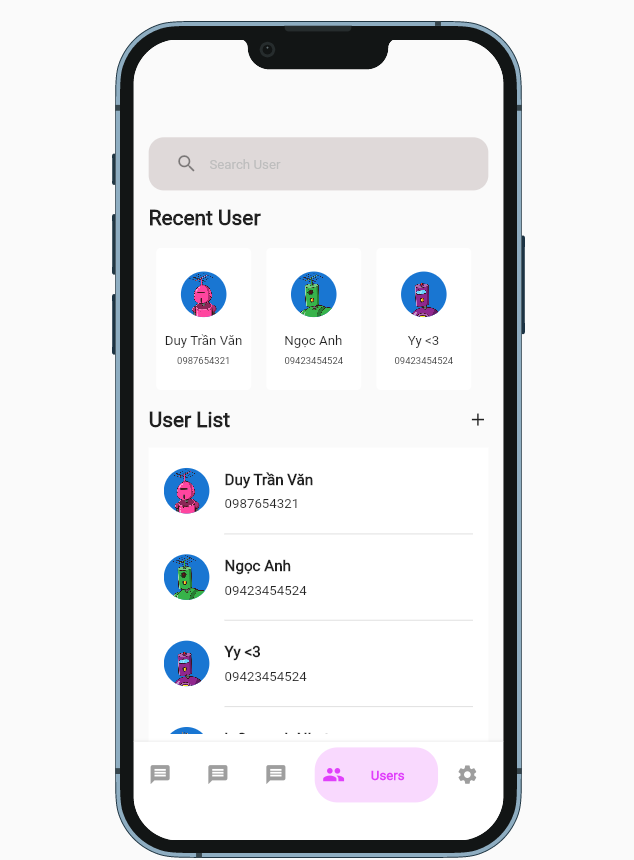 Search User
Recent User
Duy Trần Văn
0987654321
Ngọc Anh
09423454524
Yy <3
09423454524
User List
+
Duy Trần Văn
0987654321
Ngọc Anh
09423454524
Yy <3
09423454524
Users